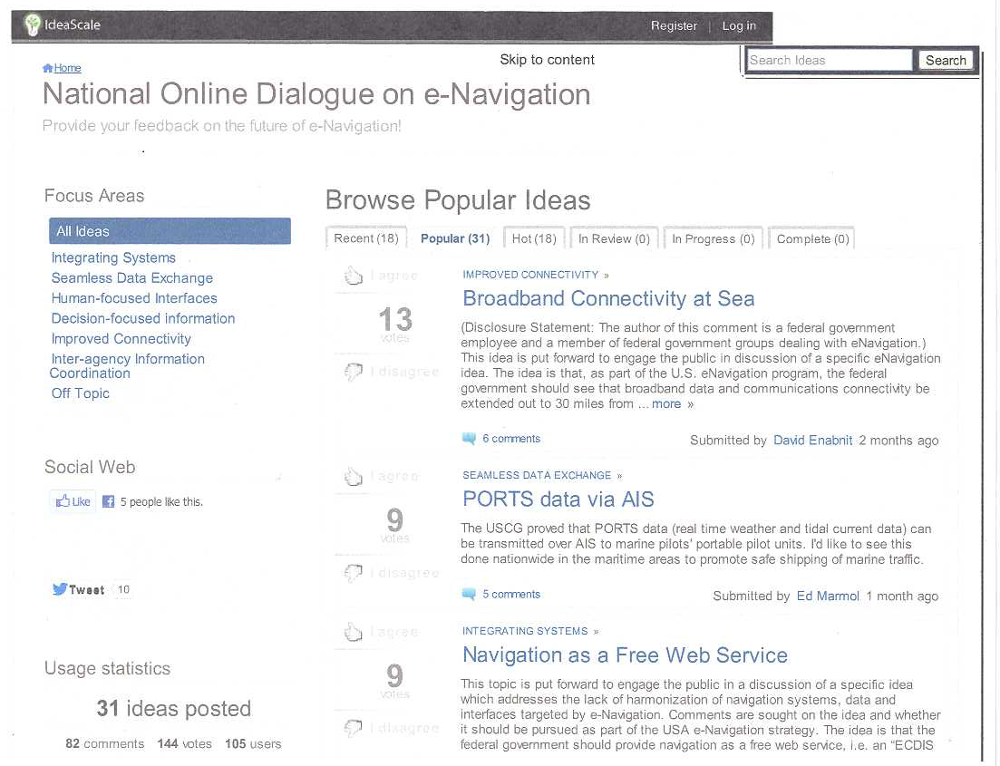 IdeaScale
Register | Log in
Skip to content
Search Ideas
Search
Home
National Online Dialogue on e-Navigation
Provide your feedback on the future of e-Navigation!
Focus Areas
All Ideas
Integrating Systems
Seamless Data Exchange
Human-focused Interfaces
Decision-focused information
Improved Connectivity
Inter-agency Information
Coordination
Off Topic
Social Web
Like
5 people like this.
Tweet 10
Usage statistics
31 ideas posted
82 comments 144 votes 105 users
Browse Popular Ideas
Recent (18) Popular (31) Hot (18) In Review (0) In Progress (0) Complete (0)
I agree
13
votes
I disagree
IMPROVED CONNECTIVITY »
Broadband Connectivity at Sea
(Disclosure Statement: The author of this comment is a federal government
employee and a member of federal government groups dealing with eNavigation.)
This idea is put forward to engage the public in discussion of a specific eNavigation
idea. The idea is that, as part of the U.S. eNavigation program, the federal
government should see that broadband data and communications connectivity be
extended out to 30 miles from ... more »
6 comments
Submitted by David Enabnit 2 months ago
I agree
9
votes
I disagree
SEAMLESS DATA EXCHANGE »
PORTS data via AIS
The USCG proved that PORTS data (real time weather and tidal current data) can
be transmitted over AIS to marine pilots' portable pilot units. I'd like to see this
done nationwide in the maritime areas to promote safe shipping of marine traffic.
5 comments
Submitted by Ed Marmol 1 month ago
I agree
9
votes
I disagree
INTEGRATING SYSTEMS »
Navigation as a Free Web Service
This topic is put forward to engage the public in a discussion of a specific idea
which addresses the lack of harmonization of navigation systems, data and
interfaces targeted by e-Navigation. Comments are sought on the idea and whether
it should be pursued as part of the USA e-Navigation strategy. The idea is that the
federal government should provide navigation as a free web service, i.e. an "ECDIS